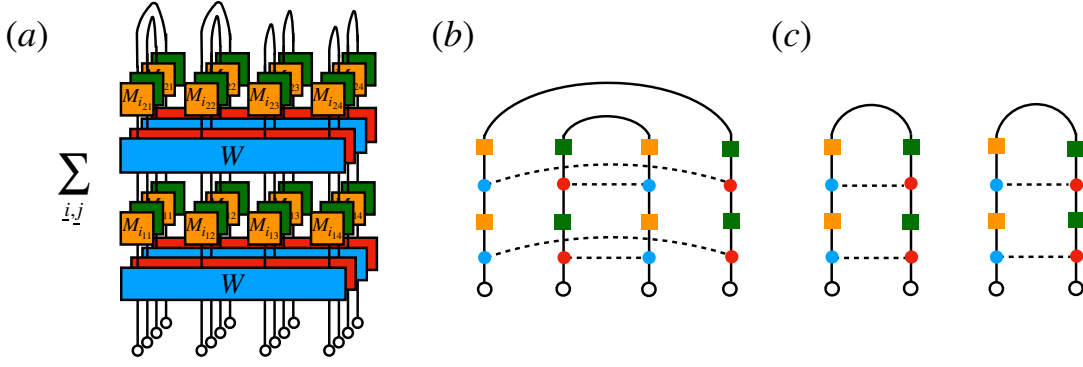 (a) (b) (c)
M_{i_{21}} M_{i_{22}} M_{i_{23}} M_{i_{24}}
W
∑_{i,j}
M_{i_{11}} M_{i_{12}} M_{i_{13}} M_{i_{14}}
W